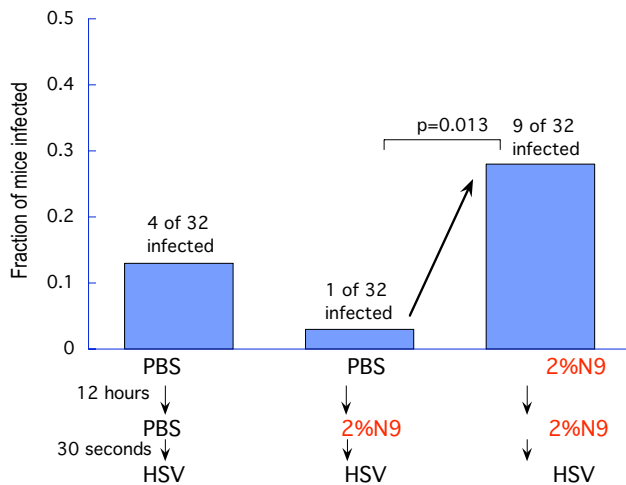 0.5
0.4
0.3
0.2
0.1
0
Fraction of mice infected
4 of 32
infected
1 of 32
infected
p=0.013
9 of 32
infected
PBS PBS 2%N9
12 hours
PBS 2%N9 2%N9
30 seconds
HSV HSV HSV